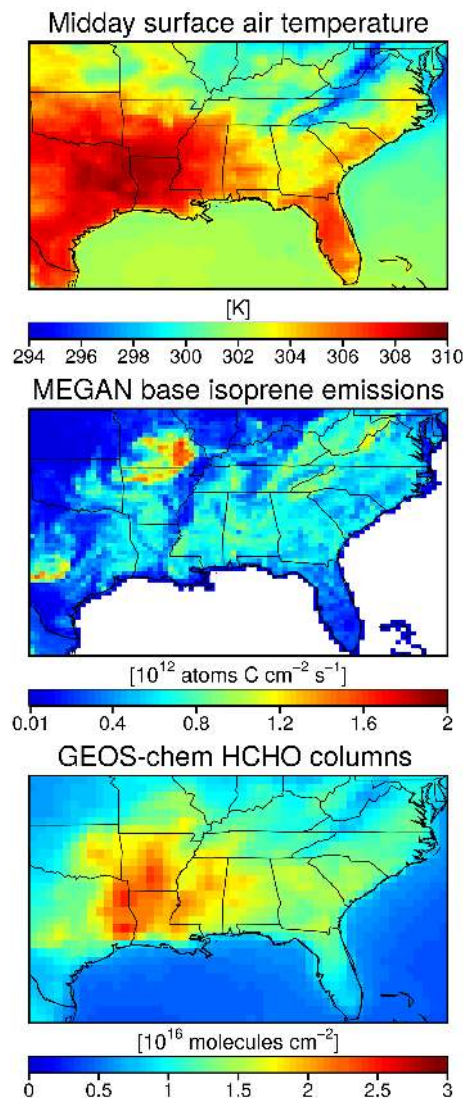 Midday surface air temperature
[K]
294 296 298 300 302 304 306 308 310
MEGAN base isoprene emissions
[10¹² atoms C cm⁻² s⁻¹]
0.01 0.4 0.8 1.2 1.6 2
GEOS-chem HCHO columns
[10¹⁶ molecules cm⁻²]
0 0.5 1 1.5 2 2.5 3